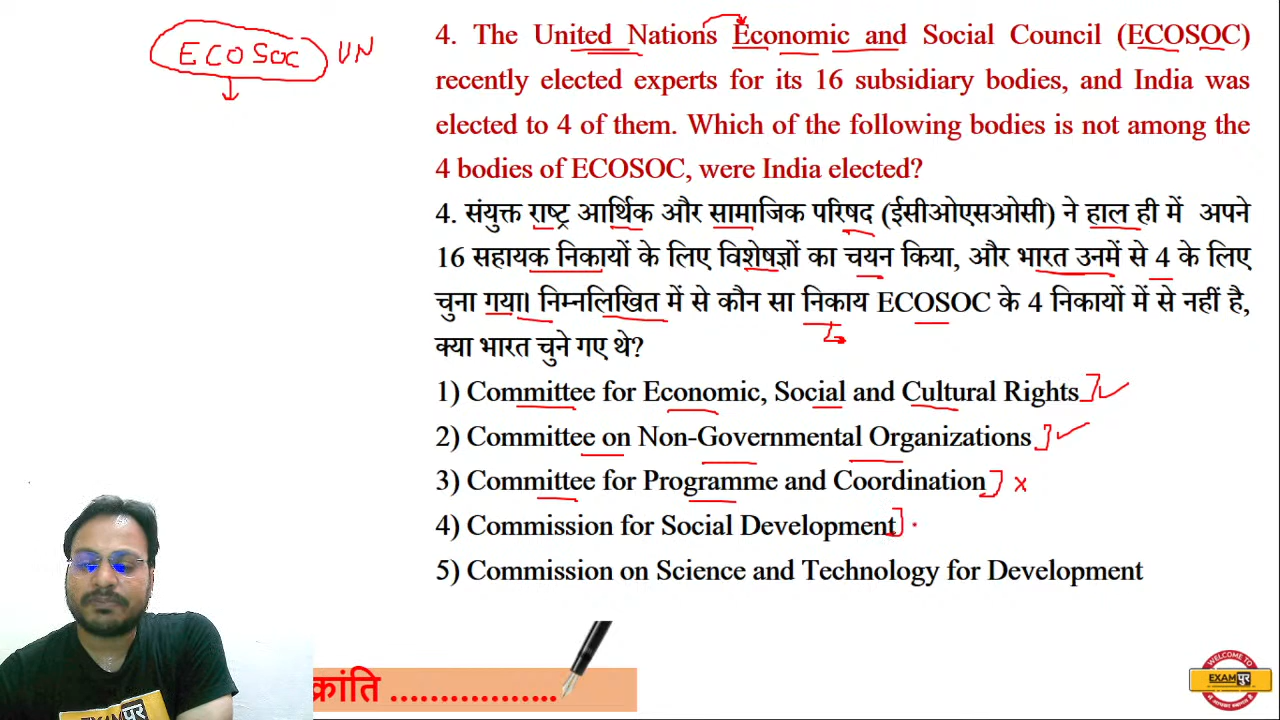 ECOSOC UN
4. The United Nations Economic and Social Council (ECOSOC)
recently elected experts for its 16 subsidiary bodies, and India was
elected to 4 of them. Which of the following bodies is not among the
4 bodies of ECOSOC, were India elected?
4. संयुक्त राष्ट्र आर्थिक और सामाजिक परिषद (ईसीओएसओसी) ने हाल ही में अपने
16 सहायक निकायों के लिए विशेषज्ञों का चयन किया, और भारत उनमें से 4 के लिए
चुना गया। निम्नलिखित में से कौन सा निकाय ECOSOC के 4 निकायों में से नहीं है,
क्या भारत चुने गए थे?
1) Committee for Economic, Social and Cultural Rights
2) Committee on Non-Governmental Organizations
3) Committee for Programme and Coordination
4) Commission for Social Development
5) Commission on Science and Technology for Development
क्रांति ..................
WELCOME TO
EXAMपुर
EXAMपुर